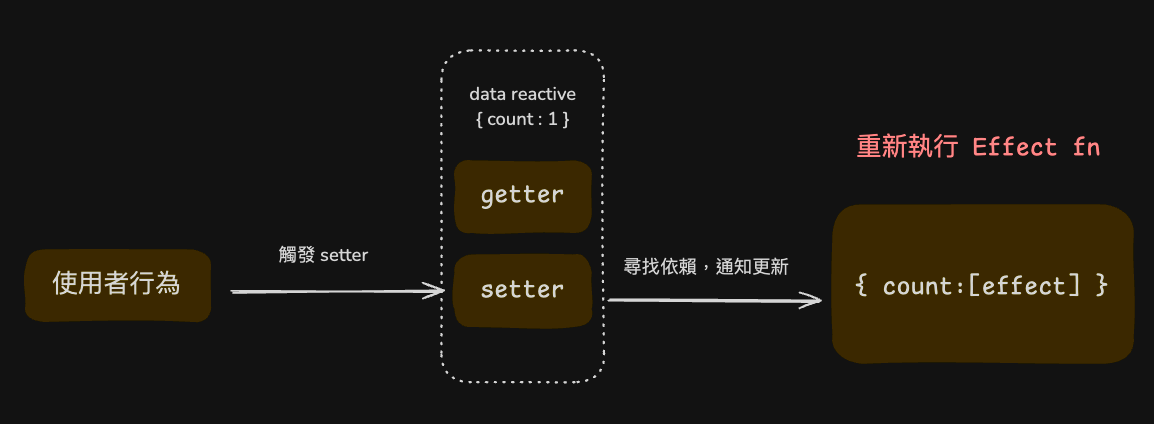 使用者行為
觸發 setter
data reactive
{ count : 1 }
getter
setter
尋找依賴，通知更新
重新執行 Effect fn
{ count:[effect] }